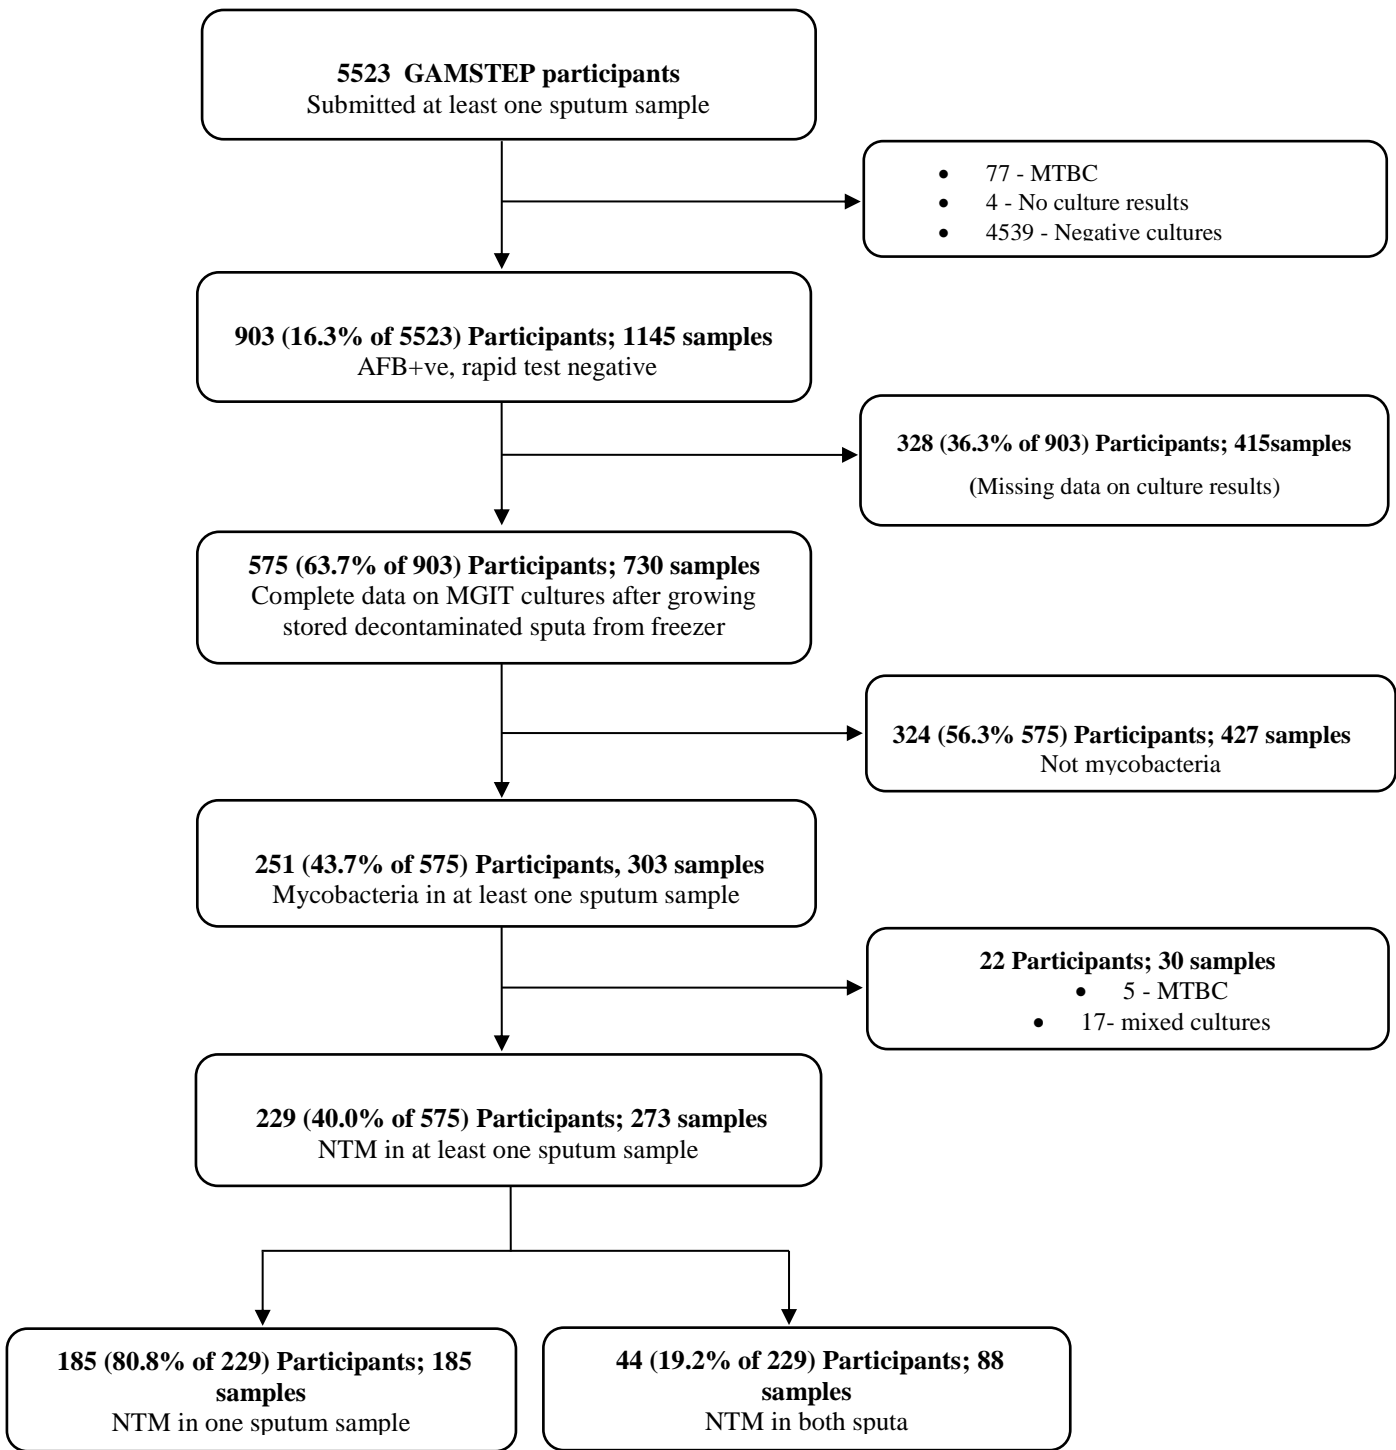 5523 GAMSTEP participants
Submitted at least one sputum sample
• 77 - MTBC
• 4 - No culture results
• 4539 - Negative cultures
903 (16.3% of 5523) Participants; 1145 samples
AFB+ve, rapid test negative
328 (36.3% of 903) Participants; 415samples
(Missing data on culture results)
575 (63.7% of 903) Participants; 730 samples
Complete data on MGIT cultures after growing
stored decontaminated sputa from freezer
324 (56.3% 575) Participants; 427 samples
Not mycobacteria
251 (43.7% of 575) Participants, 303 samples
Mycobacteria in at least one sputum sample
22 Participants; 30 samples
• 5 - MTBC
• 17- mixed cultures
229 (40.0% of 575) Participants; 273 samples
NTM in at least one sputum sample
185 (80.8% of 229) Participants; 185
samples
NTM in one sputum sample
44 (19.2% of 229) Participants; 88
samples
NTM in both sputa